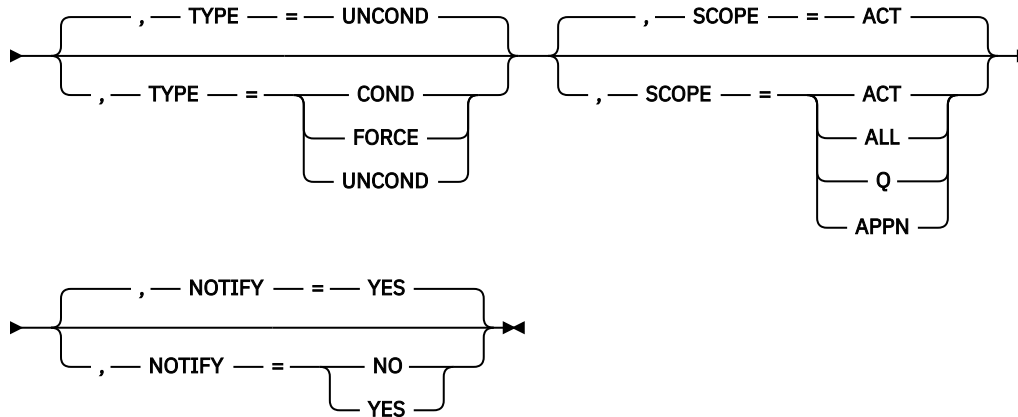 , TYPE = UNCOND , SCOPE = ACT
, TYPE = COND , SCOPE = ACT
FORCE ALL
UNCOND Q
APPN
, NOTIFY = YES
, NOTIFY = NO
YES